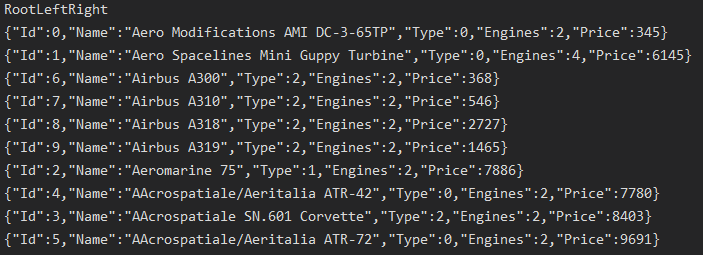 RootLeftRight
{"Id":0,"Name":"Aero Modifications AMI DC-3-65TP","Type":0,"Engines":2,"Price":345}
{"Id":1,"Name":"Aero Spacelines Mini Guppy Turbine","Type":0,"Engines":4,"Price":6145}
{"Id":6,"Name":"Airbus A300","Type":2,"Engines":2,"Price":368}
{"Id":7,"Name":"Airbus A310","Type":2,"Engines":2,"Price":546}
{"Id":8,"Name":"Airbus A318","Type":2,"Engines":2,"Price":2727}
{"Id":9,"Name":"Airbus A319","Type":2,"Engines":2,"Price":1465}
{"Id":2,"Name":"Aeromarine 75","Type":1,"Engines":2,"Price":7886}
{"Id":4,"Name":"AAcrospatiale/Aeritalia ATR-42","Type":0,"Engines":2,"Price":7780}
{"Id":3,"Name":"AAcrospatiale SN.601 Corvette","Type":2,"Engines":2,"Price":8403}
{"Id":5,"Name":"AAcrospatiale/Aeritalia ATR-72","Type":0,"Engines":2,"Price":9691}